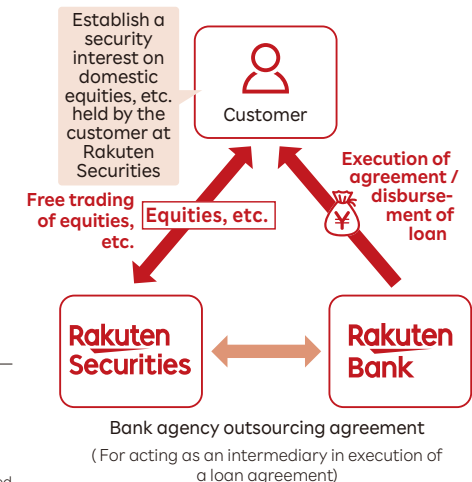 Establish a
security
interest on
domestic
equities, etc.
held by the
customer at
Rakuten
Securities
Customer
Execution of
agreement /
disburse-
ment of
loan
Free trading
of equities,
etc.
Equities, etc.
¥
Rakuten
Securities
Rakuten
Bank
Bank agency outsourcing agreement
( For acting as an intermediary in execution of
a loan agreement)